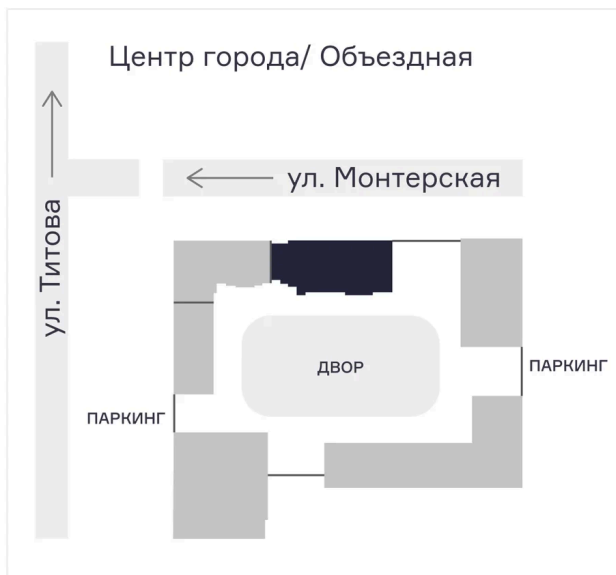 Центр города/ Объездная
ул. Монтерская
ул. Титова
ДВОР
ПАРКИНГ
ПАРКИНГ